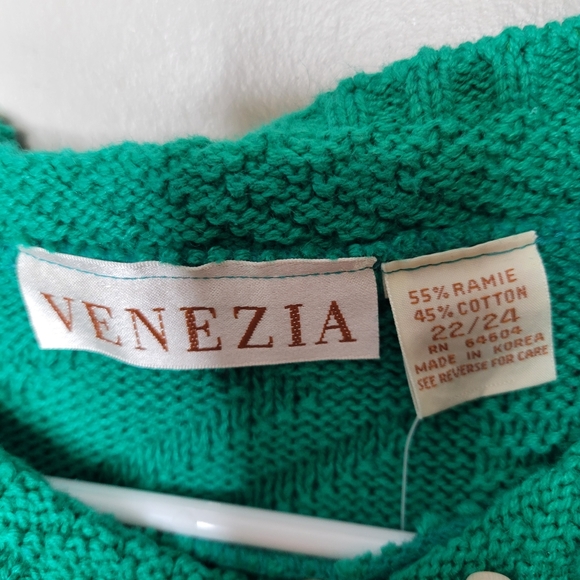 VENEZIA
55% RAMIE
45% COTTON
22/24
RN 64604
MADE IN KOREA
SEE REVERSE FOR CARE